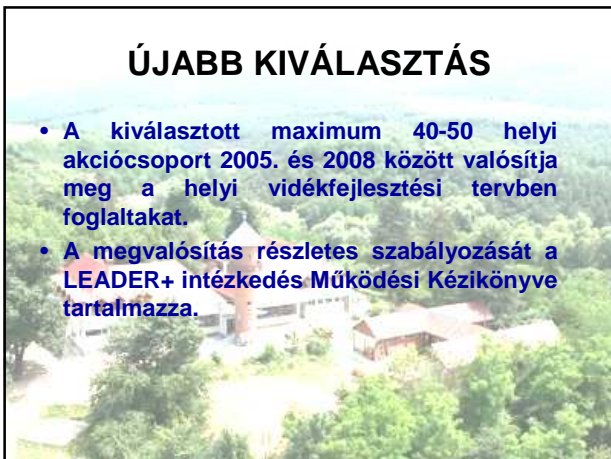 ÚJABB KIVÁLASZTÁS
• A kiválasztott maximum 40-50 helyi
akciócsoport 2005. és 2008 között valósítja
meg a helyi vidékfejlesztési tervben
foglaltakat.
• A megvalósítás részletes szabályozását a
LEADER+ intézkedés Működési Kézikönyve
tartalmazza.